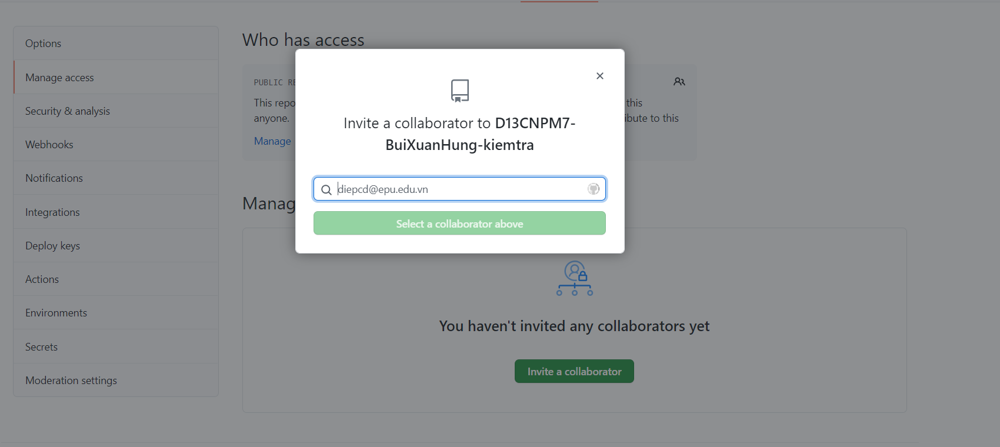 Options
Manage access
Security & analysis
Webhooks
Notifications
Integrations
Deploy keys
Actions
Environments
Secrets
Moderation settings
Who has access
PUBLIC
This repo
anyone.
Manage
this
to this
Invite a collaborator to D13CNPM7-
BuiXuanHung-kiemtra
diepcd@epu.edu.vn
Select a collaborator above
Manag
You haven't invited any collaborators yet
Invite a collaborator